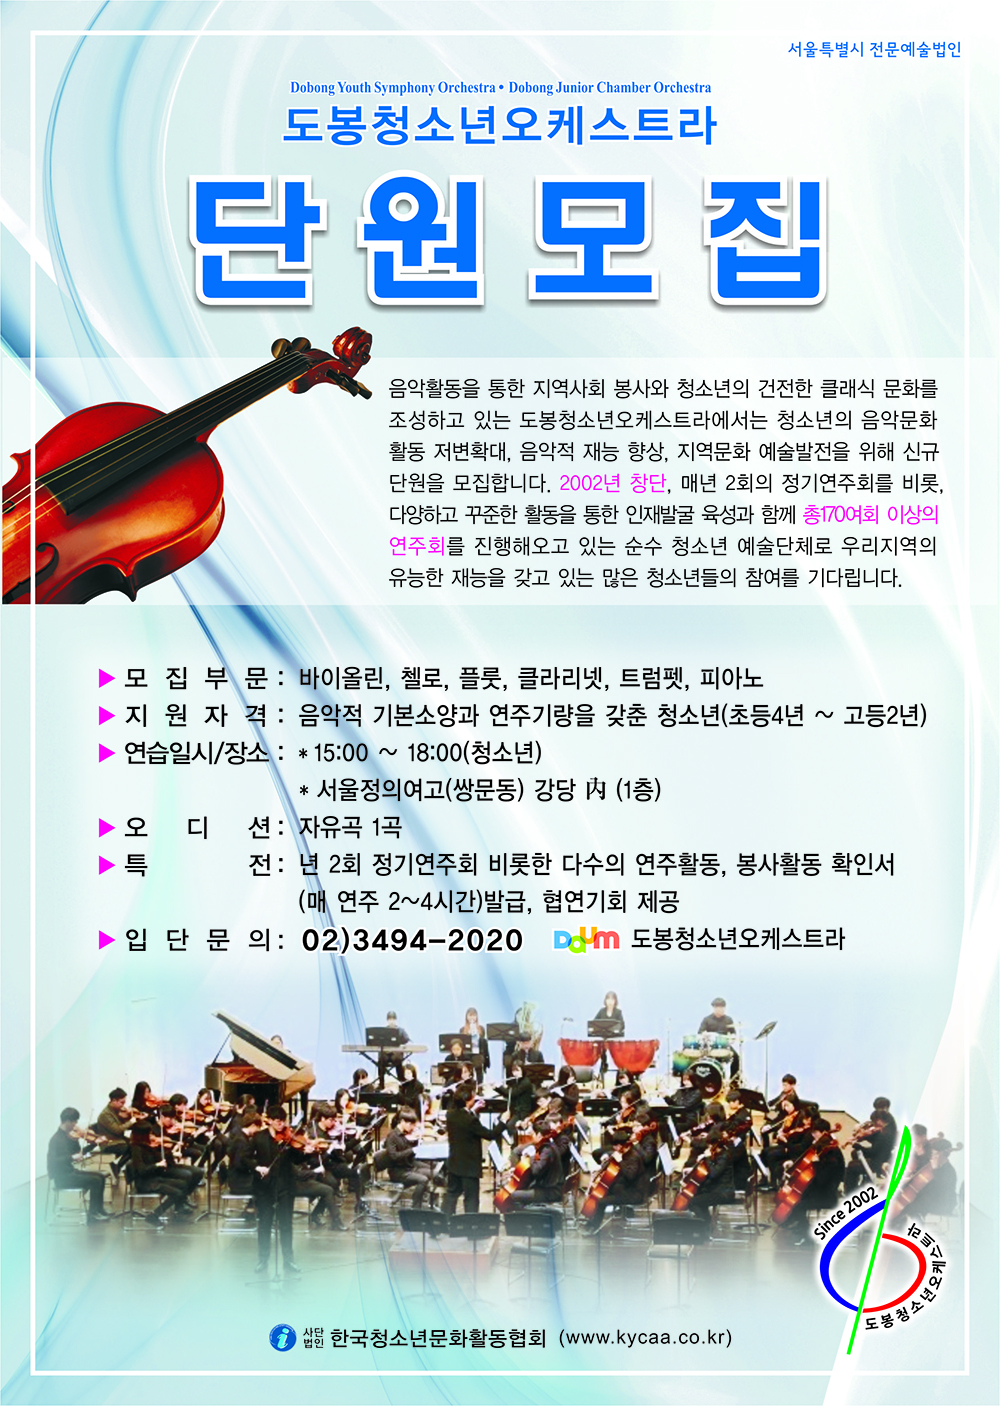 서울특별시 전문예술법인
Dobong Youth Symphony Orchestra • Dobong Junior Chamber Orchestra
도봉청소년오케스트라
단원모집
음악활동을 통한 지역사회 봉사와 청소년의 건전한 클래식 문화를
조성하고 있는 도봉청소년오케스트라에서는 청소년의 음악문화
활동 저변확대, 음악적 재능 향상, 지역문화 예술발전을 위해 신규
단원을 모집합니다. 2002년 창단, 매년 2회의 정기연주회를 비롯,
다양하고 꾸준한 활동을 통한 인재발굴 육성과 함께 총170여회 이상의
연주회를 진행해오고 있는 순수 청소년 예술단체로 우리지역의
유능한 재능을 갖고 있는 많은 청소년들의 참여를 기다립니다.
▶ 모 집 부 문 : 바이올린, 첼로, 플룻, 클라리넷, 트럼펫, 피아노
▶ 지 원 자 격 : 음악적 기본소양과 연주기량을 갖춘 청소년(초등4년 ~ 고등2년)
▶ 연습일시/장소 : * 15:00 ~ 18:00(청소년)
* 서울정의여고(쌍문동) 강당 內 (1층)
▶ 오 디 션 : 자유곡 1곡
▶ 특 전 : 년 2회 정기연주회 비롯한 다수의 연주활동, 봉사활동 확인서
(매 연주 2~4시간)발급, 협연기회 제공
▶ 입 단 문 의 : 02)3494-2020 Daum 도봉청소년오케스트라
Since 2002
도봉청소년오케스트라
사단법인 한국청소년문화활동협회 (www.kycaa.co.kr)